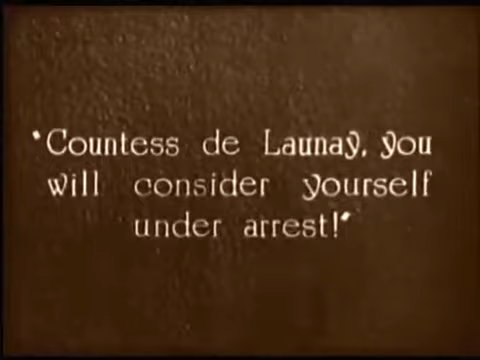 "Countess de Launay, you
will consider yourself
under arrest!"